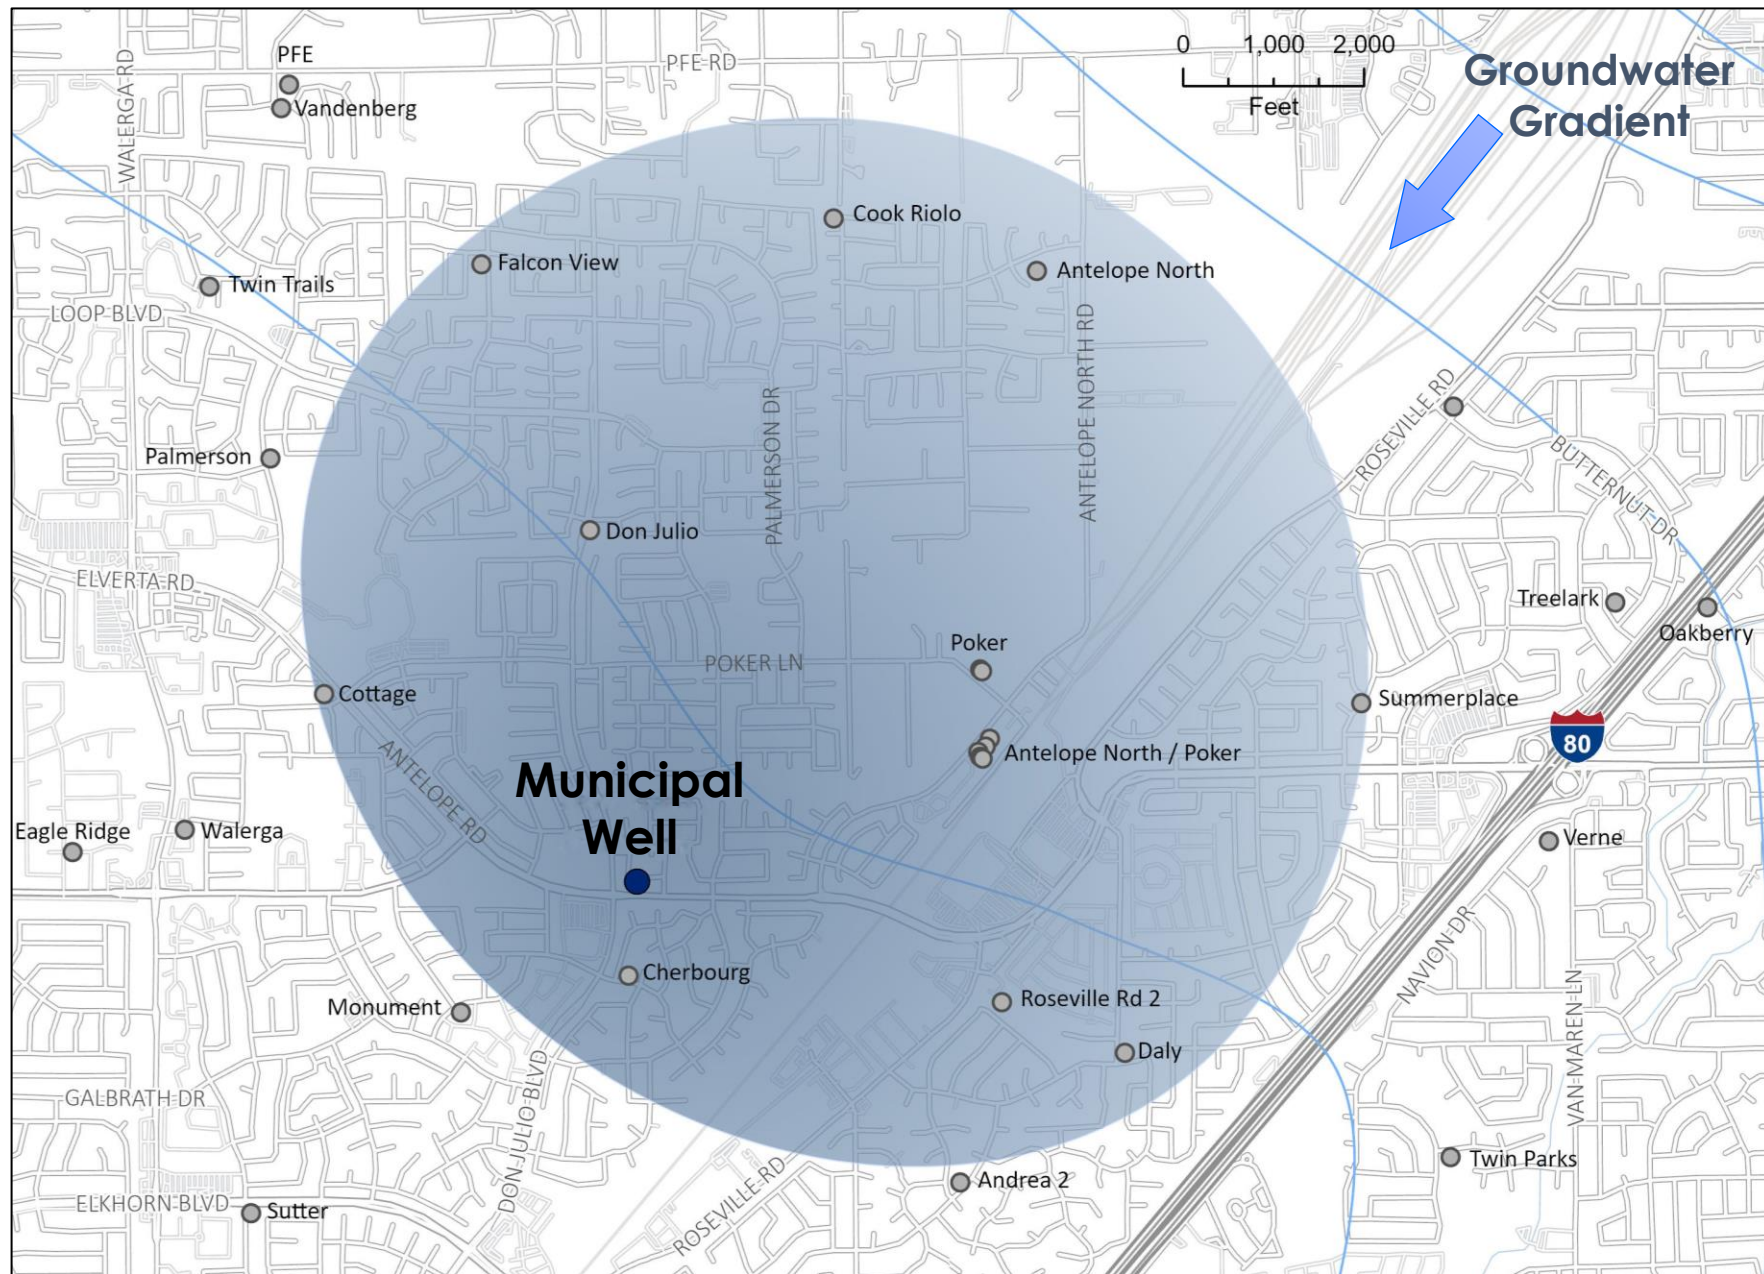 PFE
PFE RD
0 1,000 2,000
Feet
Groundwater
Gradient
WALERGA RD
Vandenberg
Cook Riolo
Falcon View
Antelope North
Twin Trails
LOOP BLVD
ANTELOPE NORTH RD
PALMERSON DR
ROSEVILLE RD
BUTTERNUT DR
Palmerson
Don Julio
ELVERTA RD
Treelark
Oakberry
Poker
POKER LN
Cottage
Summerplace
80
ANTELOPE RD
Antelope North / Poker
Municipal
Well
Eagle Ridge
Walerga
Verne
NAVION DR
Cherbourg
Monument
Roseville Rd 2
Daly
VAN MAREN LN
GALBRATH DR
DON JULIO BLVD
Twin Parks
Andrea 2
ELKHORN BLVD
Sutter
ROSEVILLE RD